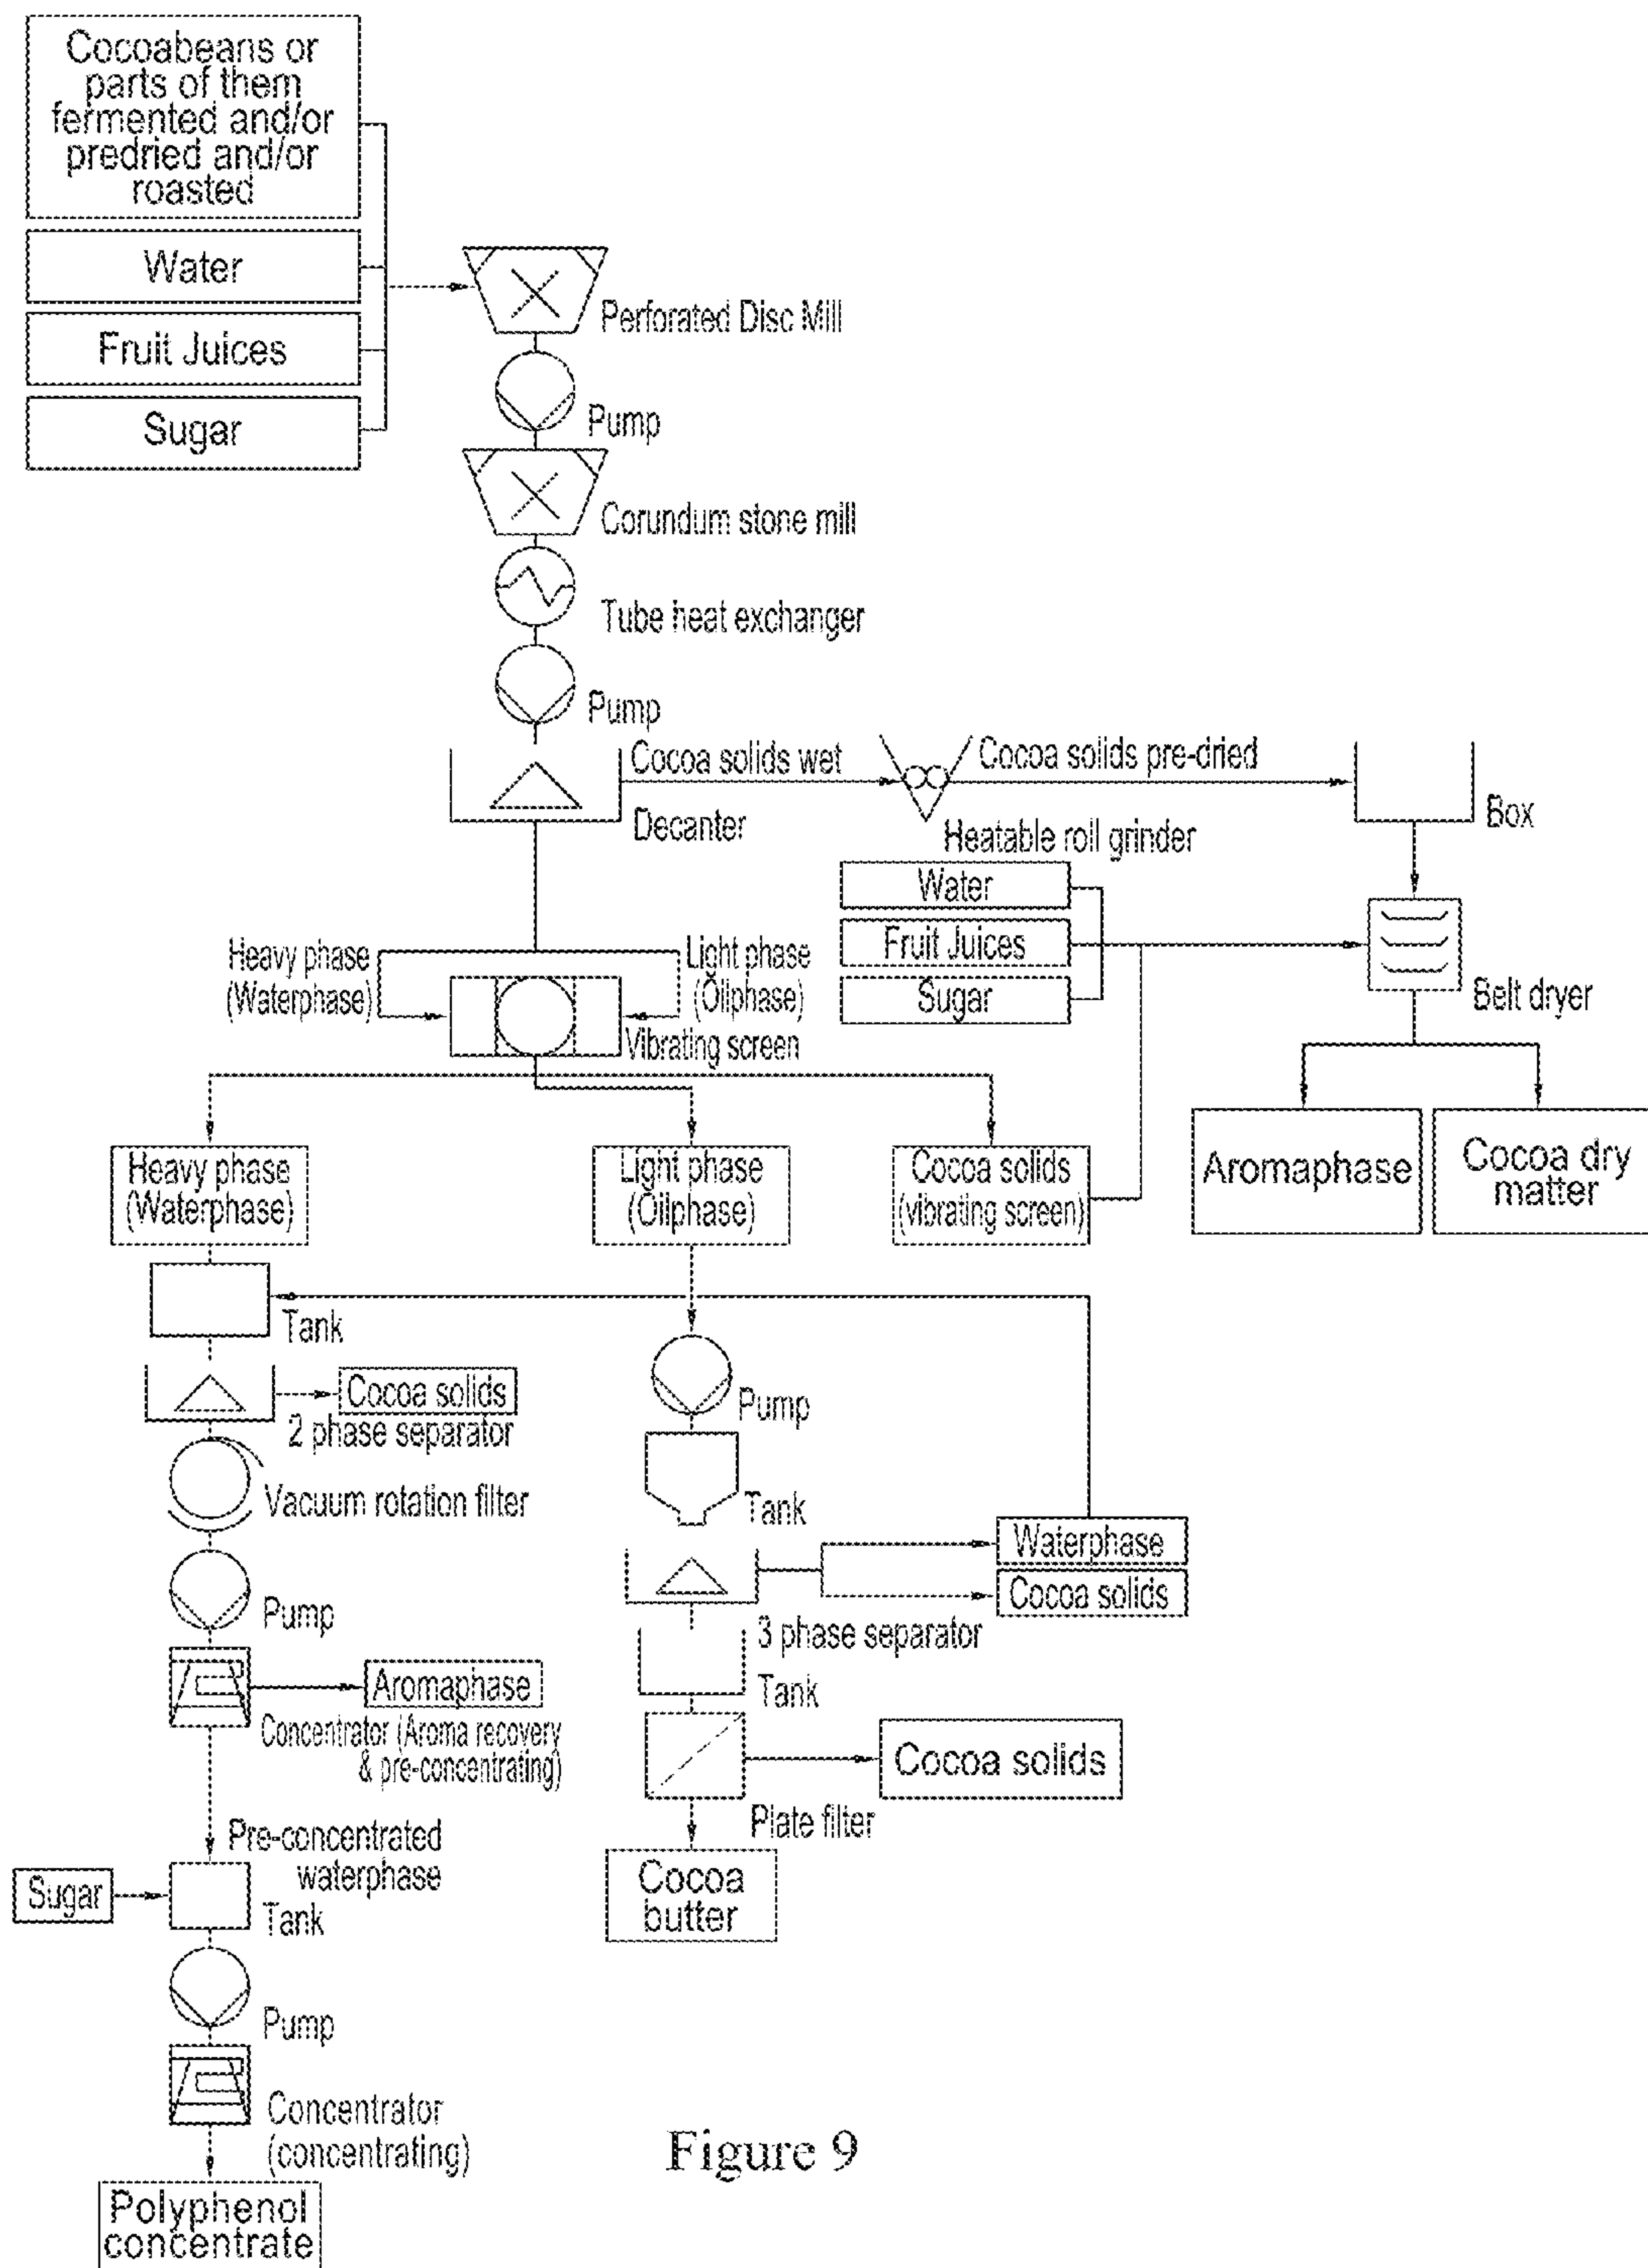 Cocoabeans or
parts of them
fermented and/or
predried and/or
roasted
Water
Fruit Juices
Sugar
Perforated Disc Mill
Pump
Corundum stone mill
Tube heat exchanger
Pump
Cocoa solids wet
Cocoa solids pre-dried
Decanter
Heatable roll grinder
Box
Water
Fruit Juices
Sugar
Belt dryer
Heavy phase
(Waterphase)
Light phase
(Oilphase)
Vibrating screen
Aromaphase
Cocoa dry
matter
Heavy phase
(Waterphase)
Light phase
(Oilphase)
Cocoa solids
(vibrating screen)
Tank
Cocoa solids
2 phase separator
Vacuum rotation filter
Pump
Aromaphase
Concentrator (Aroma recovery
& pre-concentrating)
Pre-concentrated
waterphase
Sugar
Tank
Pump
Concentrator
(concentrating)
Polyphenol
concentrate
Pump
Tank
Waterphase
Cocoa solids
3 phase separator
Tank
Cocoa solids
Plate filter
Cocoa
butter
Figure 9